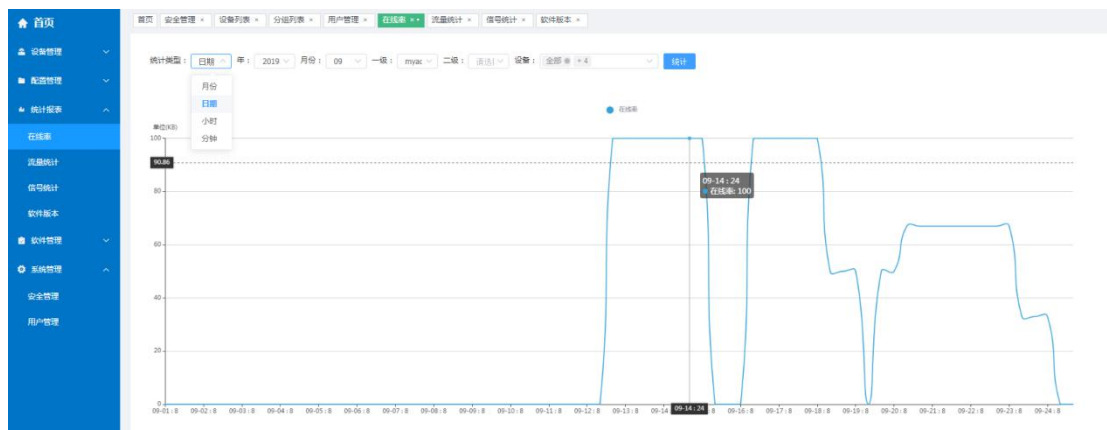 首页
设备管理
配置管理
统计报表
在线率
流量统计
信号统计
软件版本
软件管理
系统管理
安全管理
用户管理
首页 安全管理 × 设备列表 × 分组列表 × 用户管理 × 在线率 × 流量统计 × 信号统计 × 软件版本 ×
统计类型： 日期 年： 2019 月份： 09 一级： myac 二级： 设备： 全部 + 4 统计
月份
日期
小时
分钟
在线率
单位(KB)
100
90.86
80
60
40
20
0
09-14 : 24
在线率: 100
09-01 : 8 09-02 : 8 09-03 : 8 09-04 : 8 09-05 : 8 09-06 : 8 09-07 : 8 09-08 : 8 09-09 : 8 09-10 : 8 09-11 : 8 09-12 : 8 09-13 : 8 09-14 09-14 : 24 8 09-16 : 8 09-17 : 8 09-18 : 8 09-19 : 8 09-20 : 8 09-21 : 8 09-22 : 8 09-23 : 8 09-24 : 8